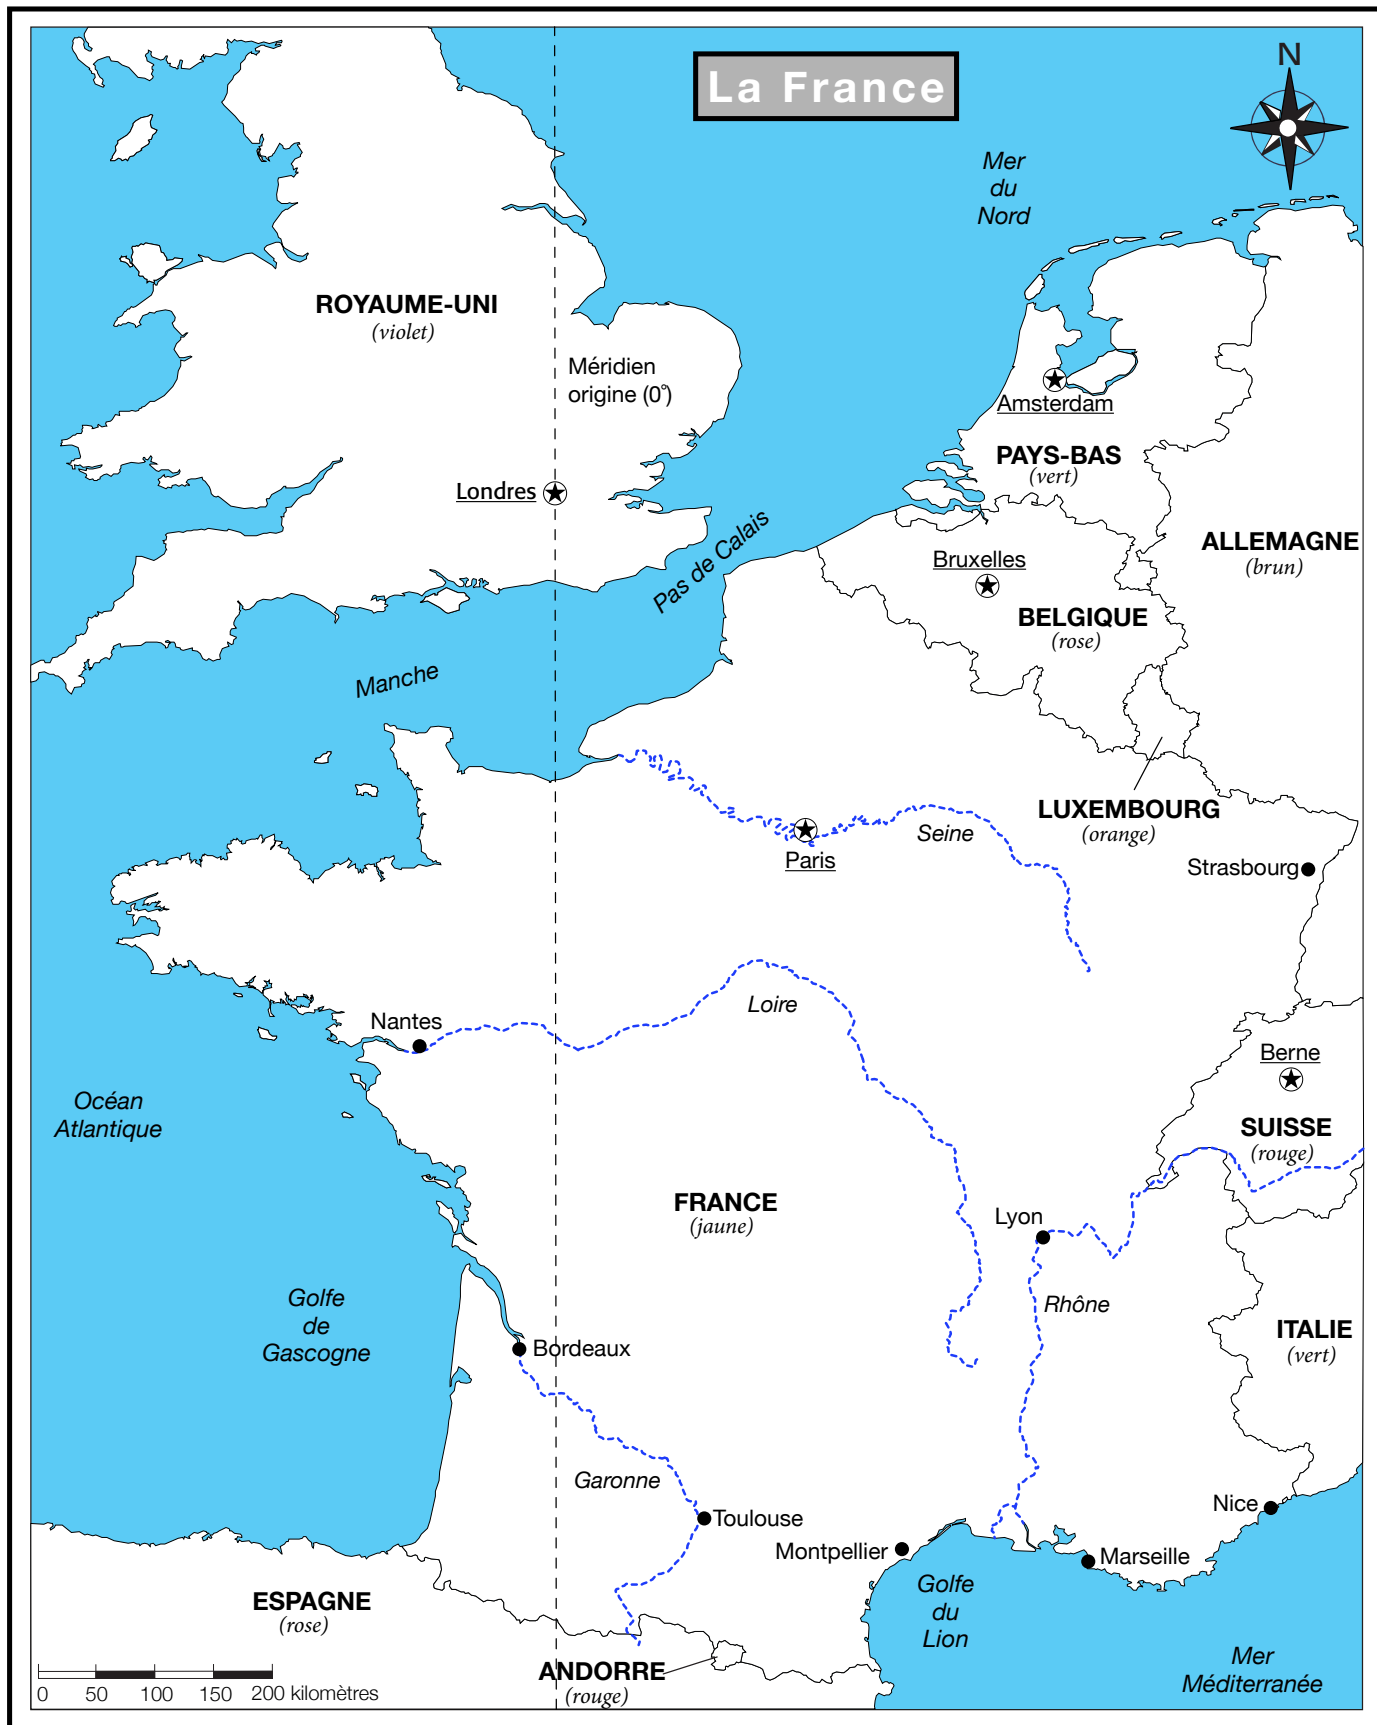 La France
N
Mer
du
Nord
ROYAUME-UNI
(violet)
Méridien
origine (0°)
Amsterdam
PAYS-BAS
(vert)
Londres
Pas de Calais
ALLEMAGNE
(brun)
Bruxelles
BELGIQUE
(rose)
Manche
LUXEMBOURG
(orange)
Seine
Paris
Strasbourg
Loire
Nantes
Berne
Océan
Atlantique
SUISSE
(rouge)
FRANCE
(jaune)
Lyon
Rhône
Golfe
de
Gascogne
ITALIE
(vert)
Bordeaux
Garonne
Toulouse
Nice
Montpellier
Marseille
Golfe
du
Lion
ESPAGNE
(rose)
Mer
Méditerranée
ANDORRE
(rouge)
0 50 100 150 200 kilomètres